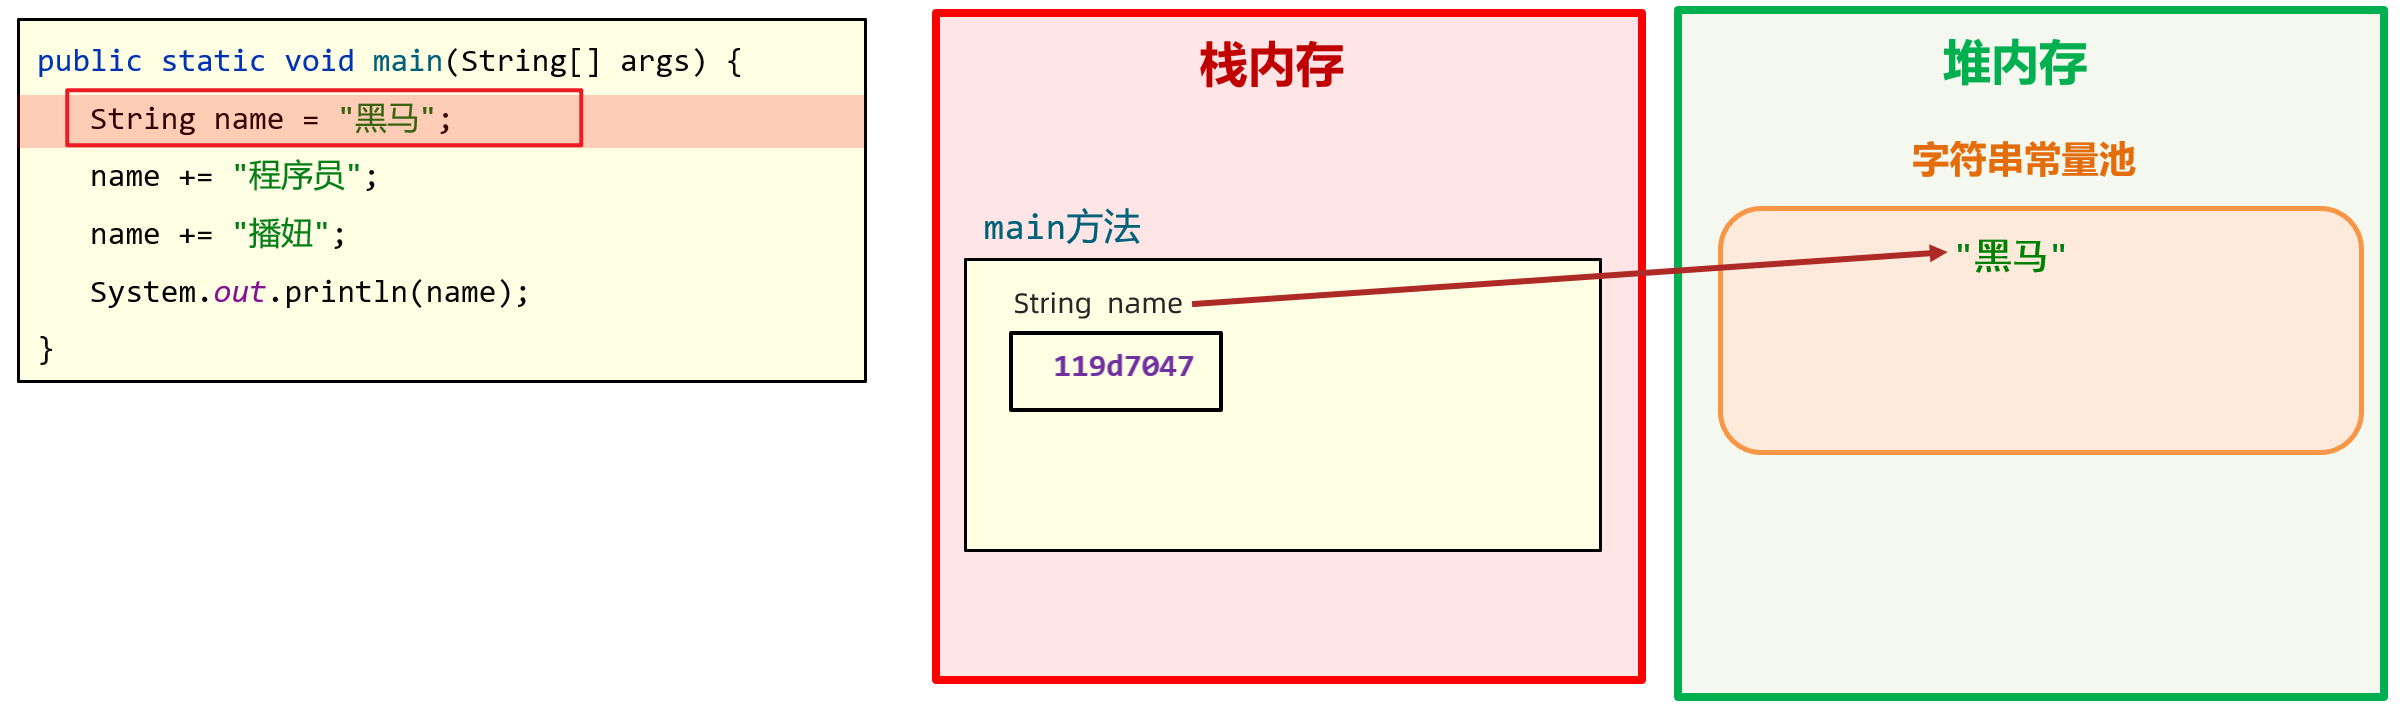 public static void main(String[] args) {
String name = "黑马";
name += "程序员";
name += "播妞";
System.out.println(name);
}
栈内存
main方法
String name
119d7047
堆内存
字符串常量池
"黑马"